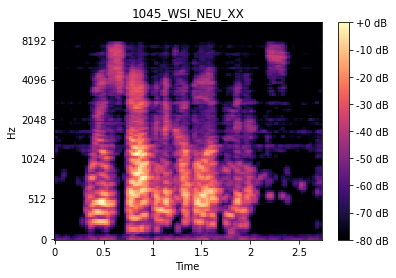 1045_WSI_NEU_XX
8192
4096
2048
1024
512
0
Hz
0 0.5 1 1.5 2 2.5
Time
+0 dB
-10 dB
-20 dB
-30 dB
-40 dB
-50 dB
-60 dB
-70 dB
-80 dB